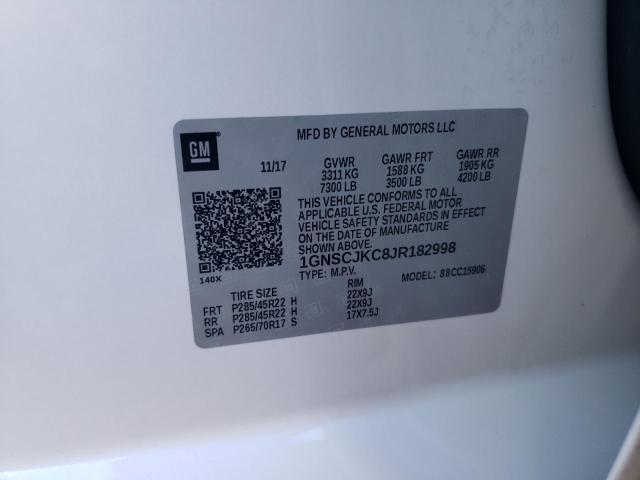 GM
MFD BY GENERAL MOTORS LLC
11/17 GVWR GAWR FRT GAWR RR
3311 KG 1588 KG 1905 KG
7300 LB 3500 LB 4200 LB
THIS VEHICLE CONFORMS TO ALL
APPLICABLE U.S. FEDERAL MOTOR
VEHICLE SAFETY STANDARDS IN EFFECT
ON THE DATE OF MANUFACTURE
SHOWN ABOVE.
1GNSCJKC8JR182998
140X TYPE: M.P.V. MODEL: 88CC15906
TIRE SIZE RIM
FRT P285/45R22 H 22X9J
RR P285/45R22 H 22X9J
SPA P265/70R17 S 17X7.5J